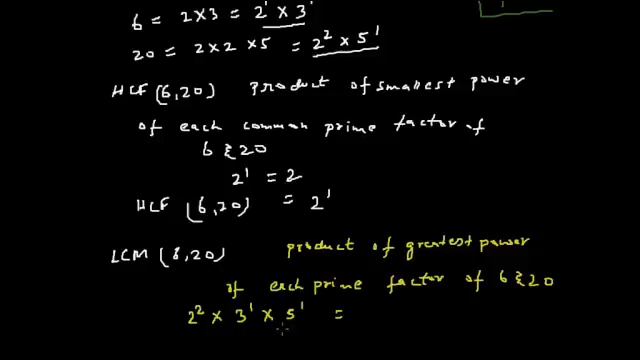 6 = 2 × 3 = 2¹ × 3¹
20 = 2 × 2 × 5 = 2² × 5¹
HCF (6,20) product of smallest power
of each common prime factor of
6 & 20
2¹ = 2
HCF (6,20) = 2¹
LCM (6,20) product of greatest power
of each prime factor of 6 & 20
2² × 3¹ × 5¹ =